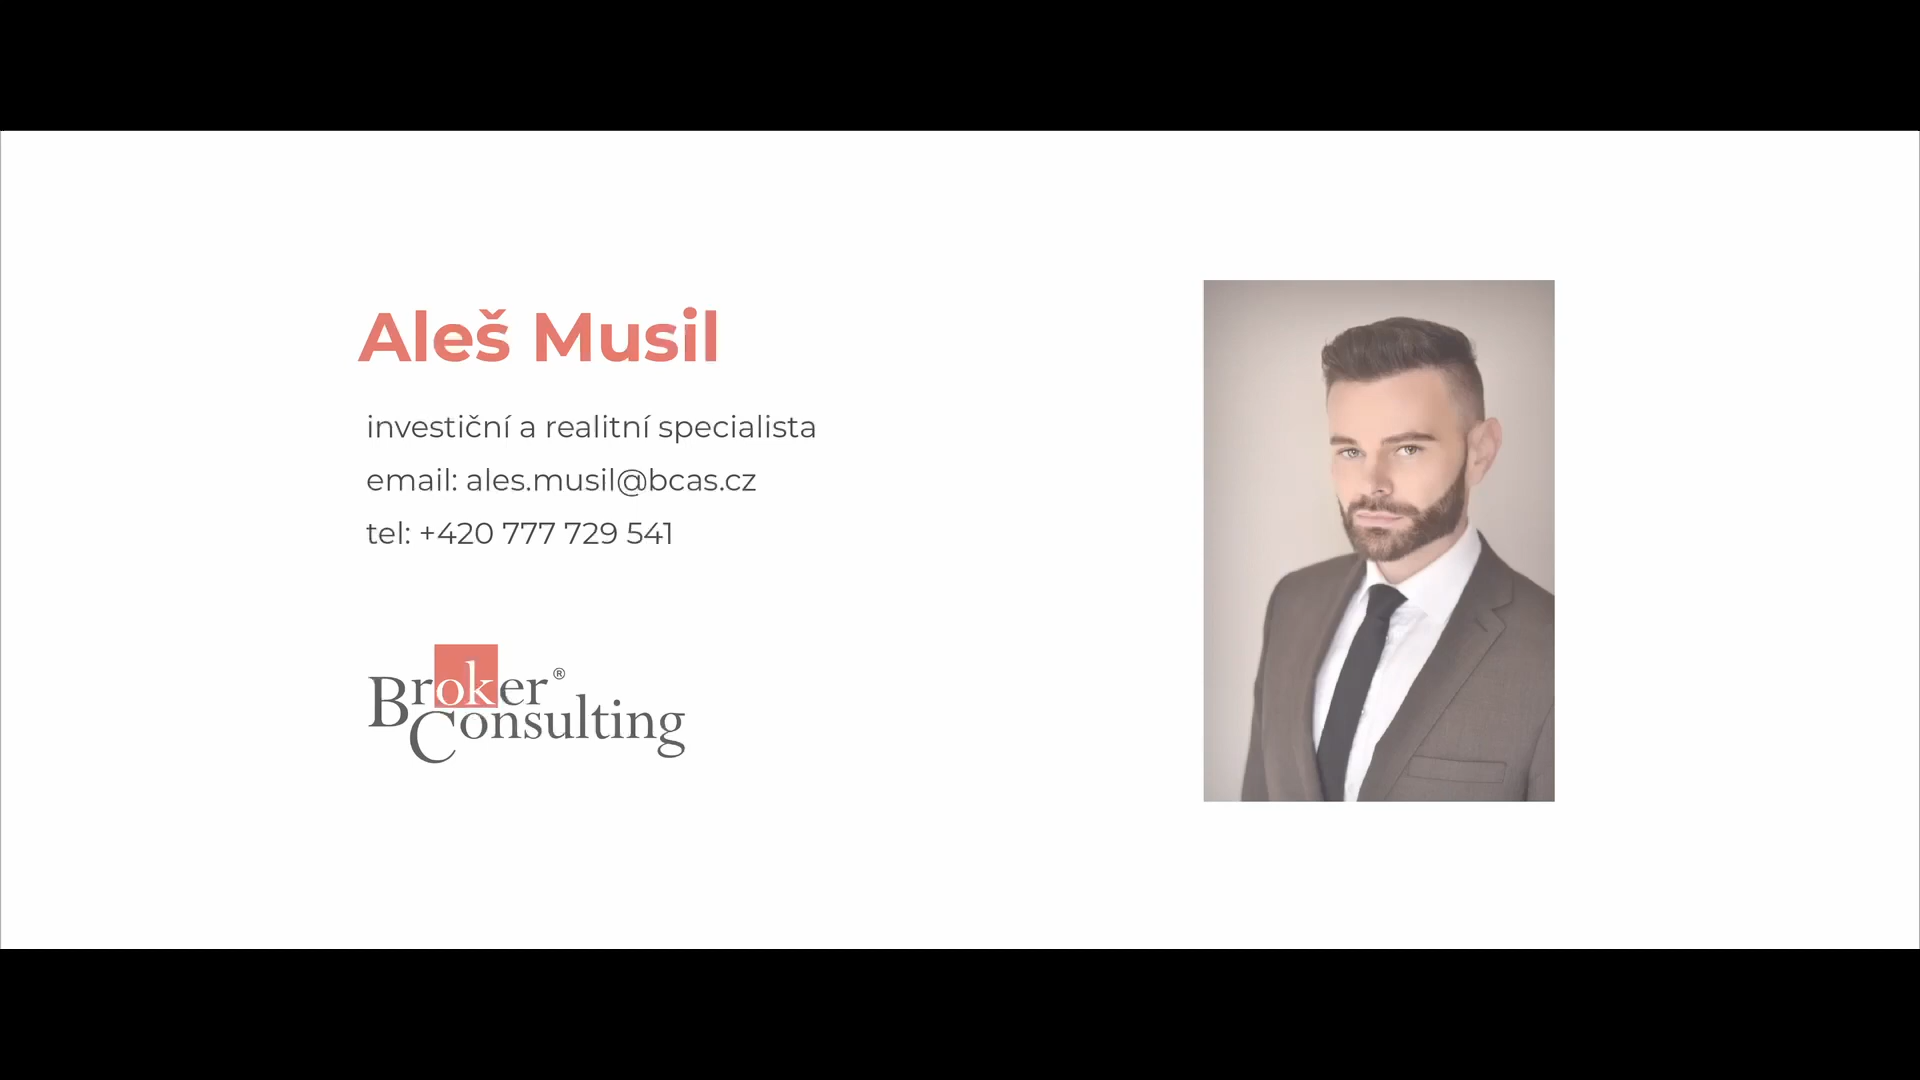 Aleš Musil
investiční a realitní specialista
email: ales.musil@bcas.cz
tel: +420 777 729 541
Broker®
Consulting